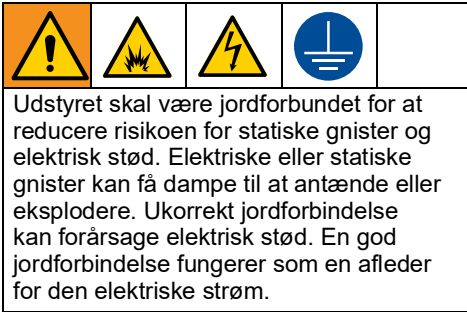 Udstyret skal være jordforbundet for at
reducere risikoen for statiske gnister og
elektrisk stød. Elektriske eller statiske
gnister kan få dampe til at antænde eller
eksplodere. Ukorrekt jordforbindelse
kan forårsage elektrisk stød. En god
jordforbindelse fungerer som en afleder
for den elektriske strøm.